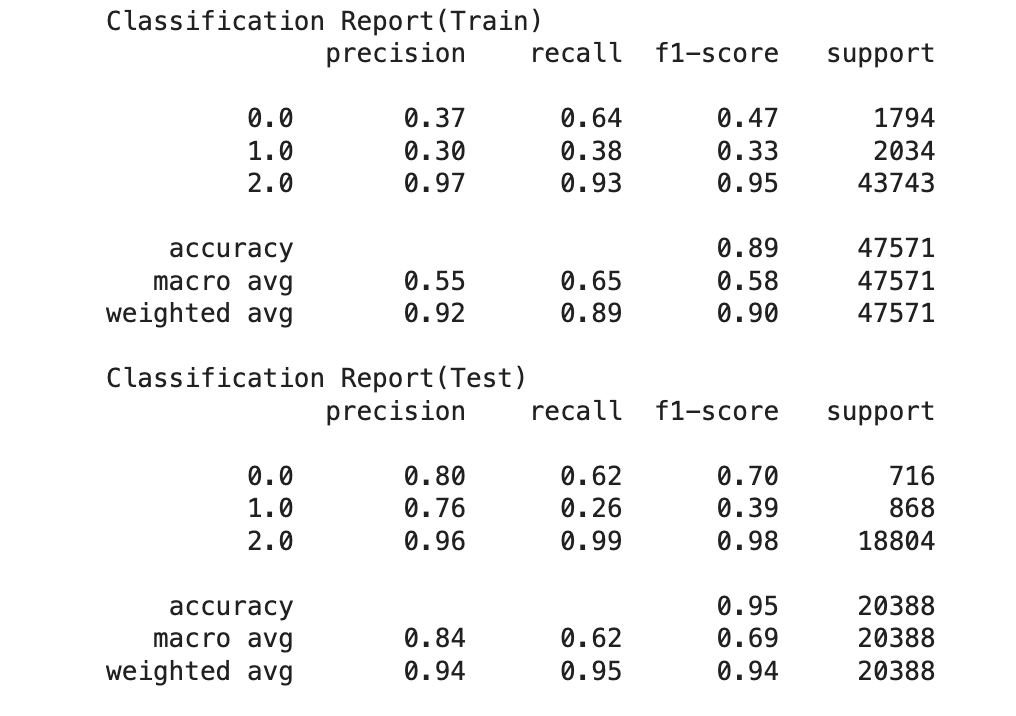 Classification Report(Train)
precision recall f1-score support
0.0 0.37 0.64 0.47 1794
1.0 0.30 0.38 0.33 2034
2.0 0.97 0.93 0.95 43743
accuracy 0.89 47571
macro avg 0.55 0.65 0.58 47571
weighted avg 0.92 0.89 0.90 47571
Classification Report(Test)
precision recall f1-score support
0.0 0.80 0.62 0.70 716
1.0 0.76 0.26 0.39 868
2.0 0.96 0.99 0.98 18804
accuracy 0.95 20388
macro avg 0.84 0.62 0.69 20388
weighted avg 0.94 0.95 0.94 20388